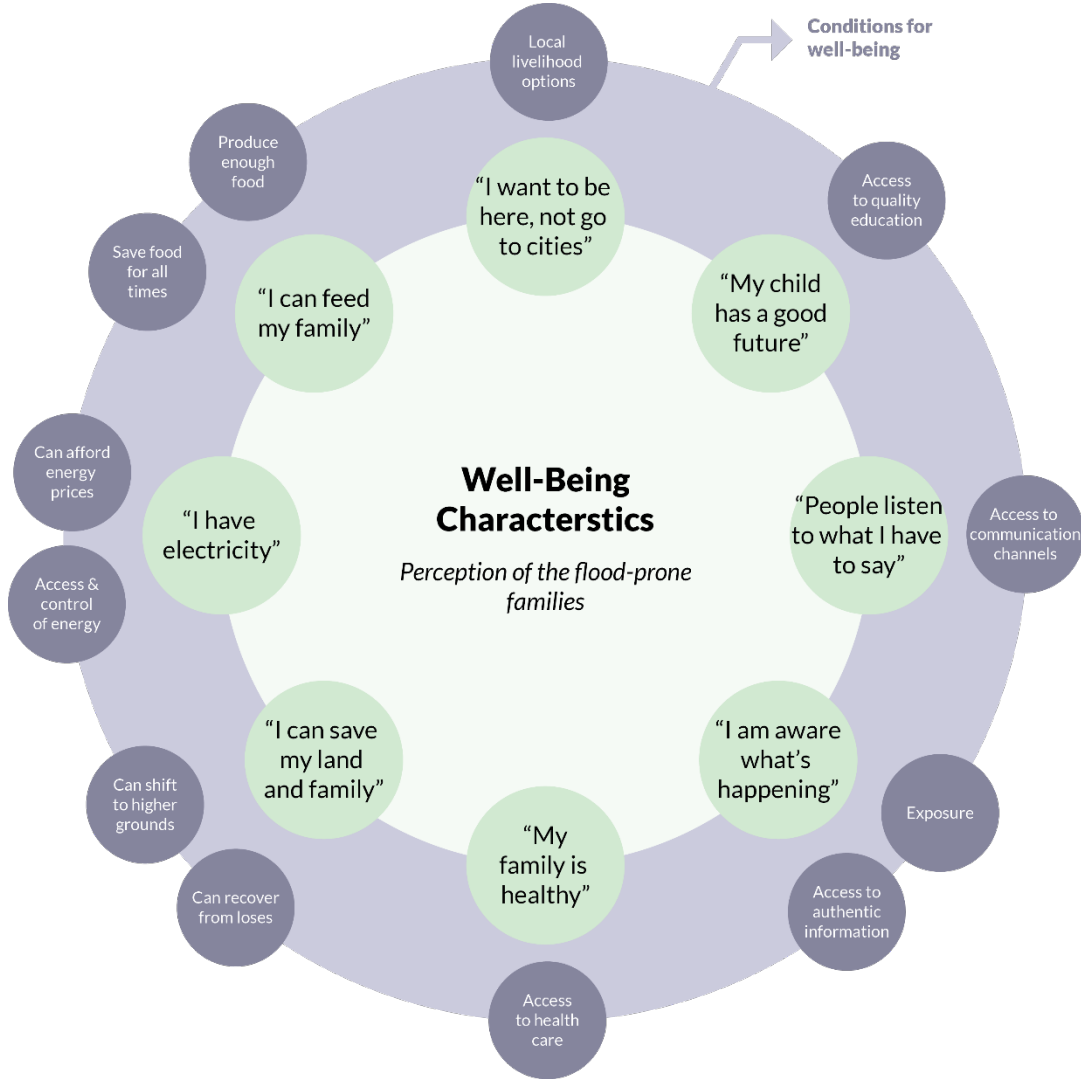 Conditions for
well-being
Local
livelihood
options
Produce
enough
food
Access
to quality
education
“I want to be
here, not go
to cities”
Save food
for all
times
“I can feed
my family”
“My child
has a good
future”
Can afford
energy
prices
“I have
electricity”
Well-Being
Characterstics
Perception of the flood-prone
families
“People listen
to what I have
to say”
Access to
communication
channels
Access &
control
of energy
“I can save
my land
and family”
“I am aware
what’s
happening”
Can shift
to higher
grounds
Exposure
“My
family is
healthy”
Can recover
from loses
Access to
authentic
information
Access
to health
care